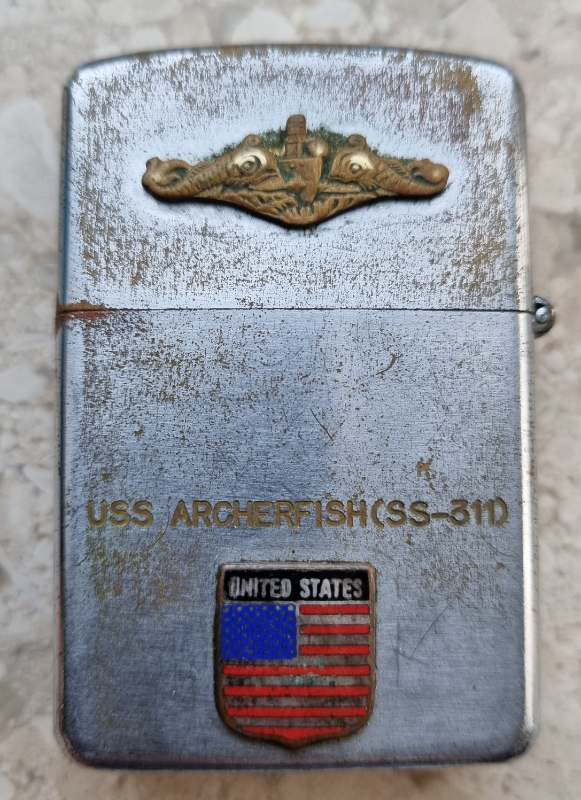 USS ARCHERFISH(SS-311)
UNITED STATES